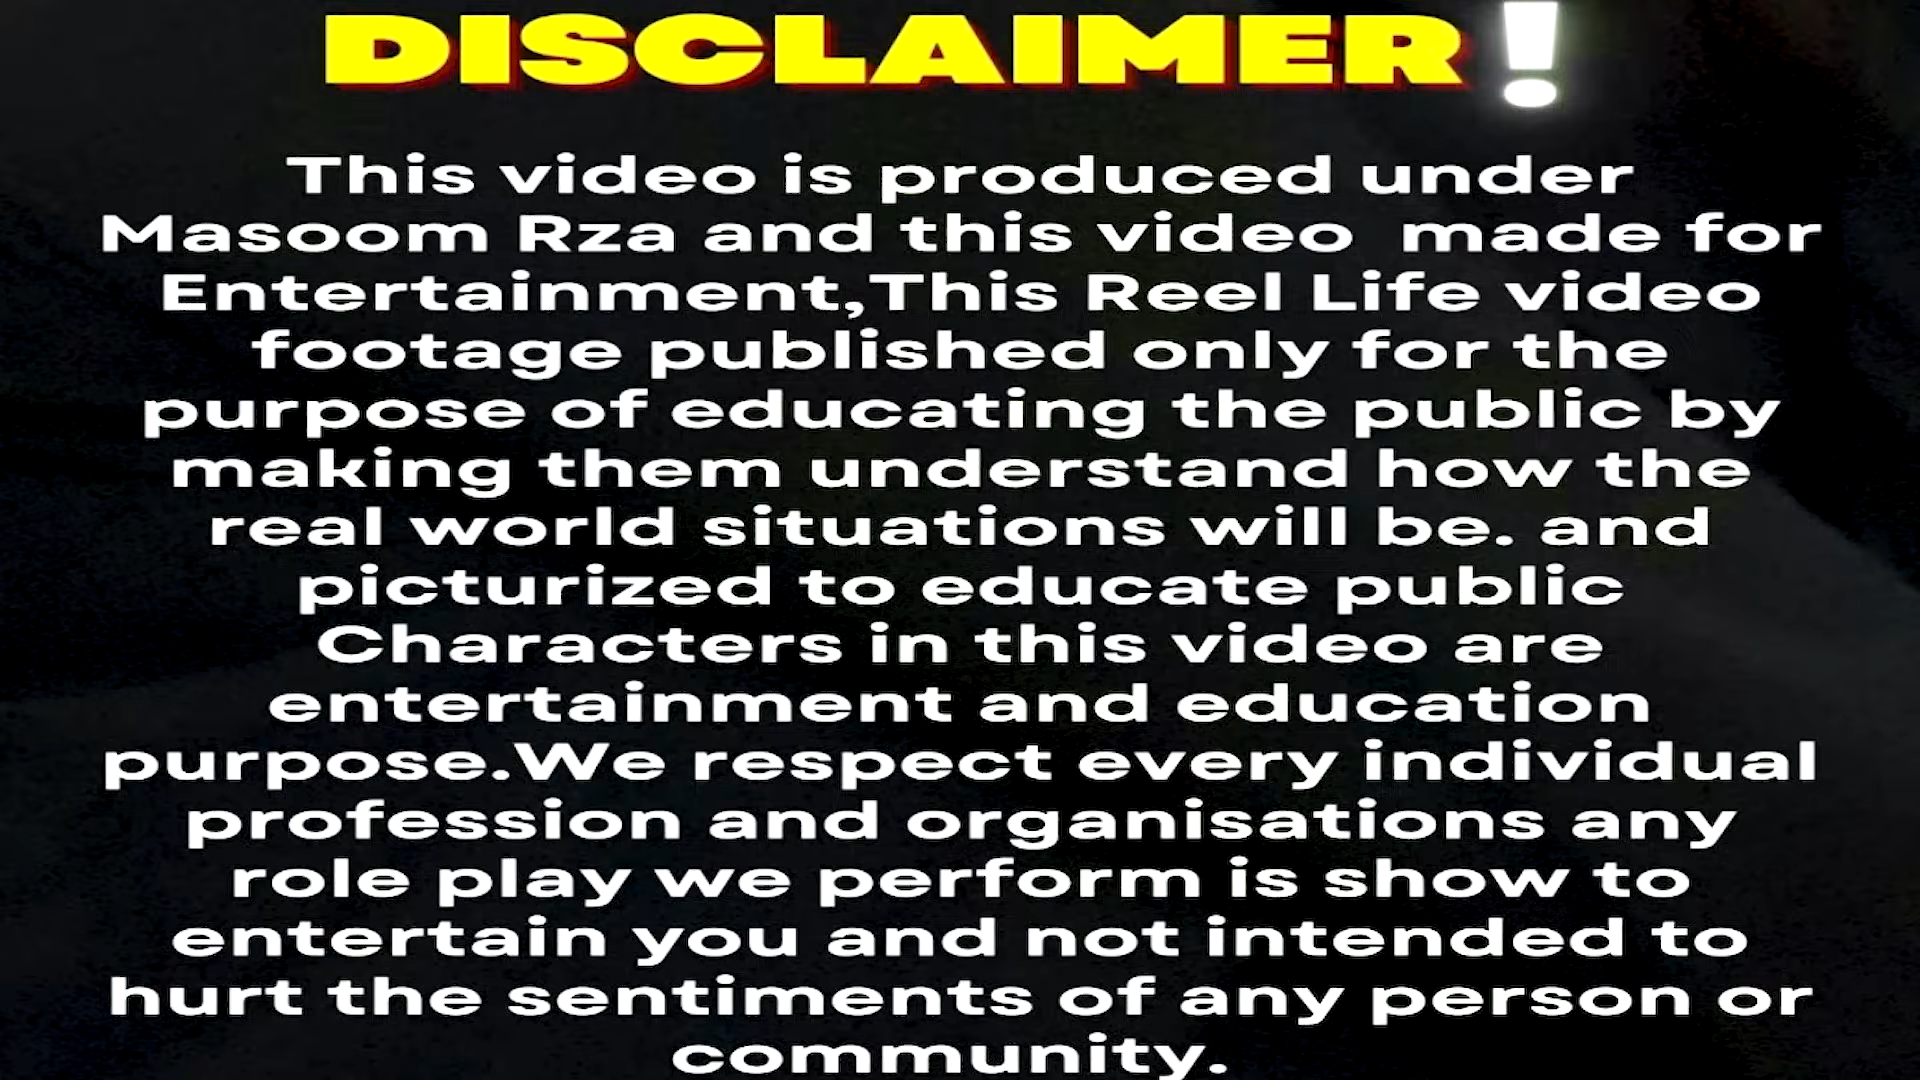 DISCLAIMER!
This video is produced under
Masoom Rza and this video  made for
Entertainment,This Reel Life video
footage published only for the
purpose of educating the public by
making them understand how the
real world situations will be. and
picturized to educate public
Characters in this video are
entertainment and education
purpose.We respect every individual
profession and organisations any
role play we perform is show to
entertain you and not intended to
hurt the sentiments of any person or
community.